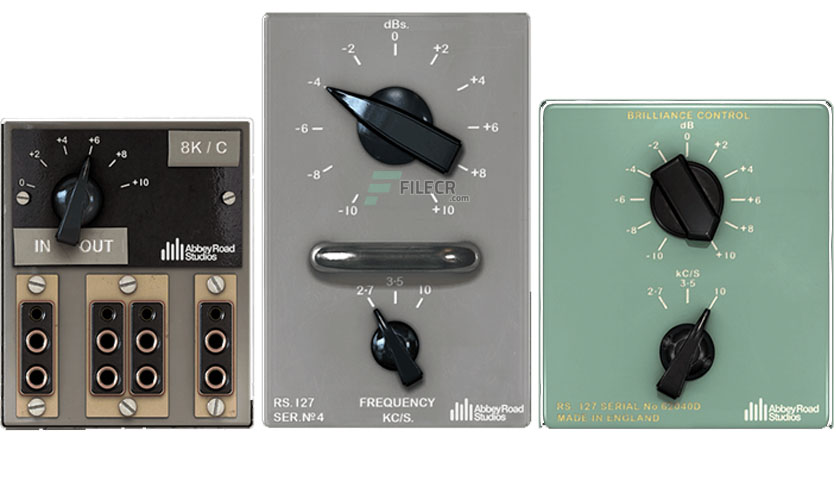 +4 +6
+2 +8
0 +10
8K / C
IN OUT
Abbey Road
Studios
dBs.
0
-2 +2
-4 +4
-6 +6
-8 +8
-10 +10
FILECR
.com
3-5
2-7 10
RS.127 FREQUENCY
SER.Nº4 KC/S.
Abbey Road
Studios
BRILLIANCE CONTROL
dB
0
-2 +2
-4 +4
-6 +6
-8 +8
-10 +10
KC/S
3-5
2-7 10
RS. 127 SERIAL No 62040D
MADE IN ENGLAND
Abbey Road
Studios